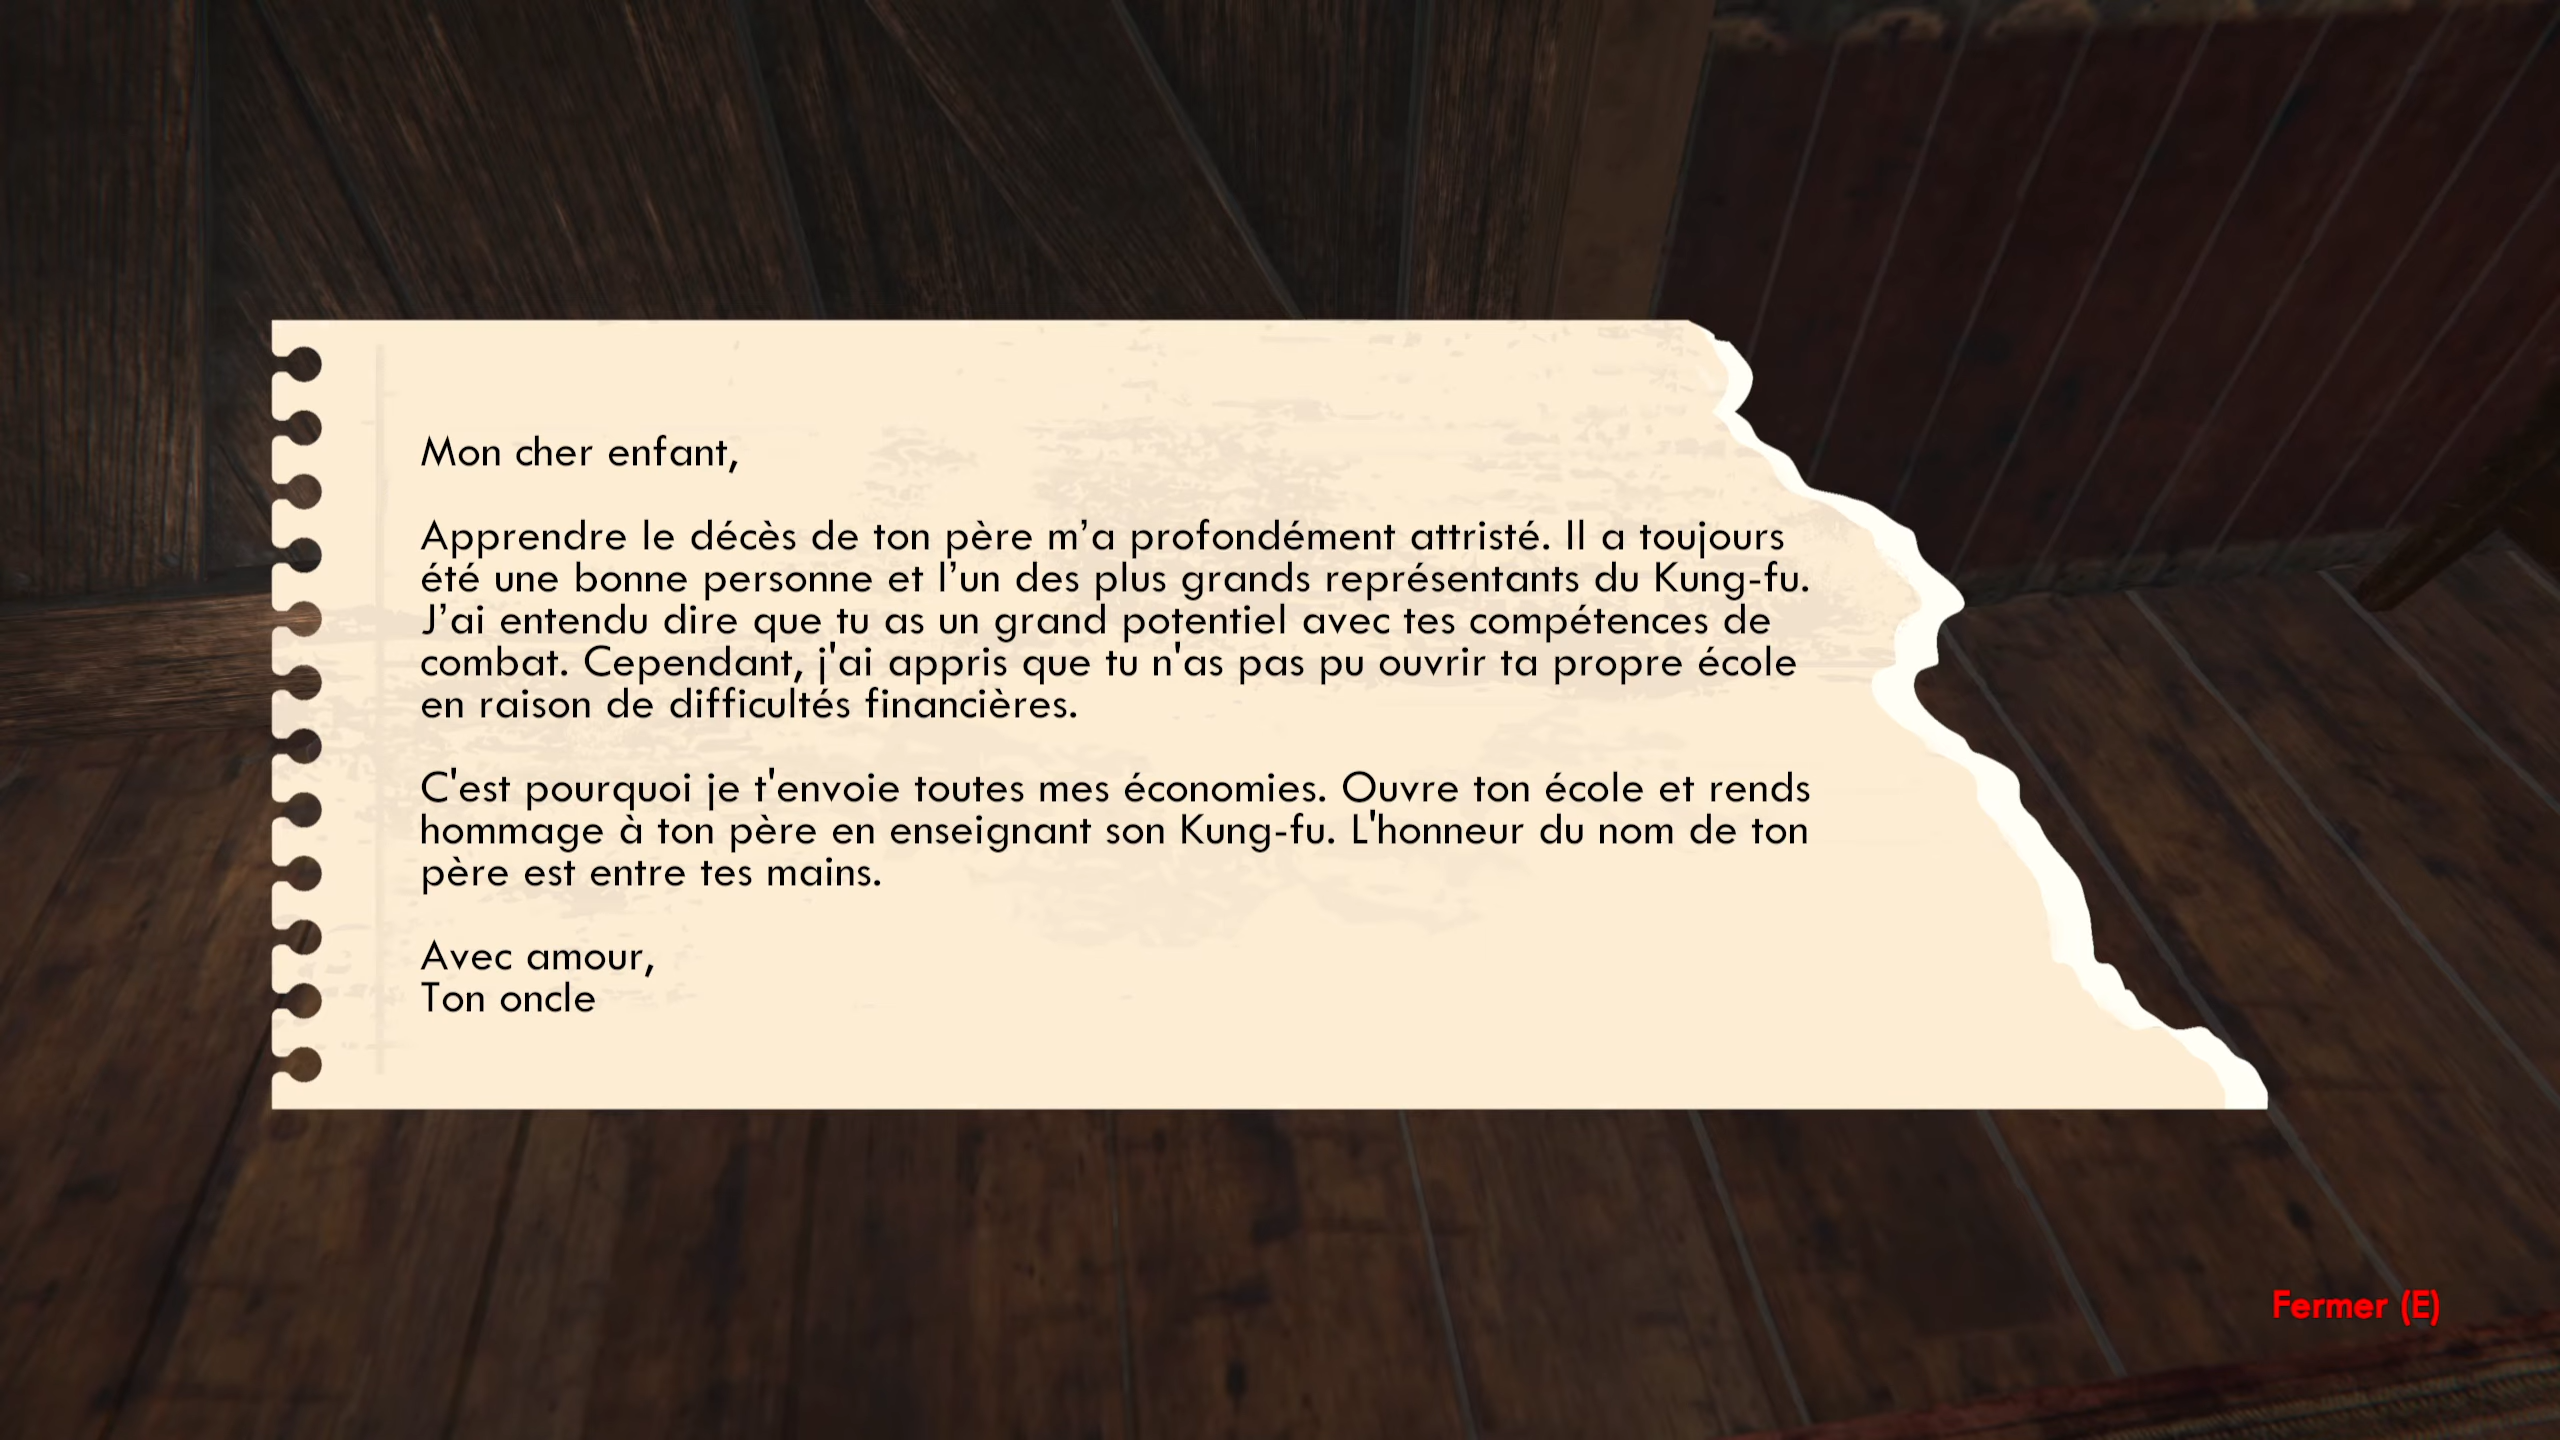 Mon cher enfant,
Apprendre le décès de ton père m’a profondément attristé. Il a toujours
été une bonne personne et l’un des plus grands représentants du Kung-fu.
J’ai entendu dire que tu as un grand potentiel avec tes compétences de
combat. Cependant, j'ai appris que tu n'as pas pu ouvrir ta propre école
en raison de difficultés financières.
C'est pourquoi je t'envoie toutes mes économies. Ouvre ton école et rends
hommage à ton père en enseignant son Kung-fu. L'honneur du nom de ton
père est entre tes mains.
Avec amour,
Ton oncle
Fermer (E)